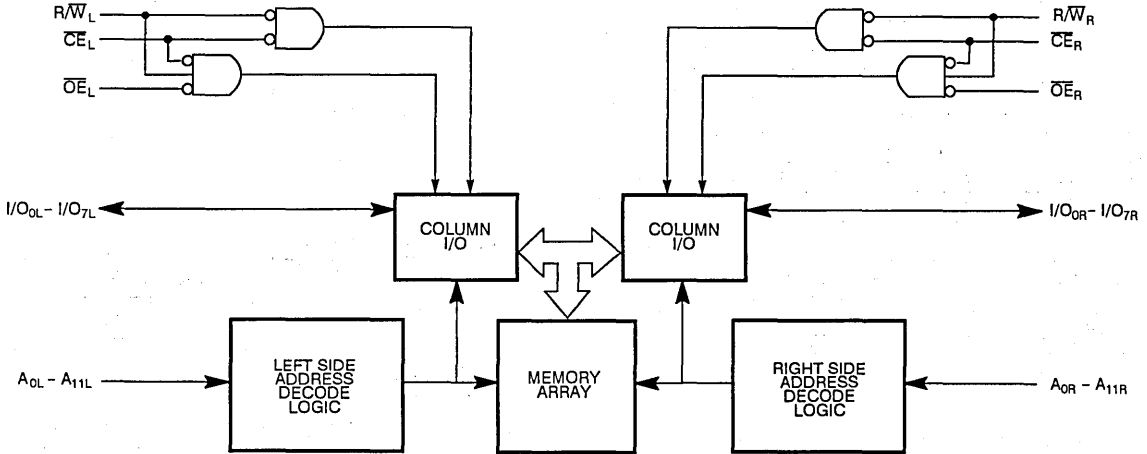 R/W̅L
C̅E̅L
O̅E̅L
R/W̅R
C̅E̅R
O̅E̅R
I/O0L – I/O7L
COLUMN
I/O
COLUMN
I/O
I/O0R – I/O7R
A0L – A11L
LEFT SIDE
ADDRESS
DECODE
LOGIC
MEMORY
ARRAY
RIGHT SIDE
ADDRESS
DECODE
LOGIC
A0R – A11R